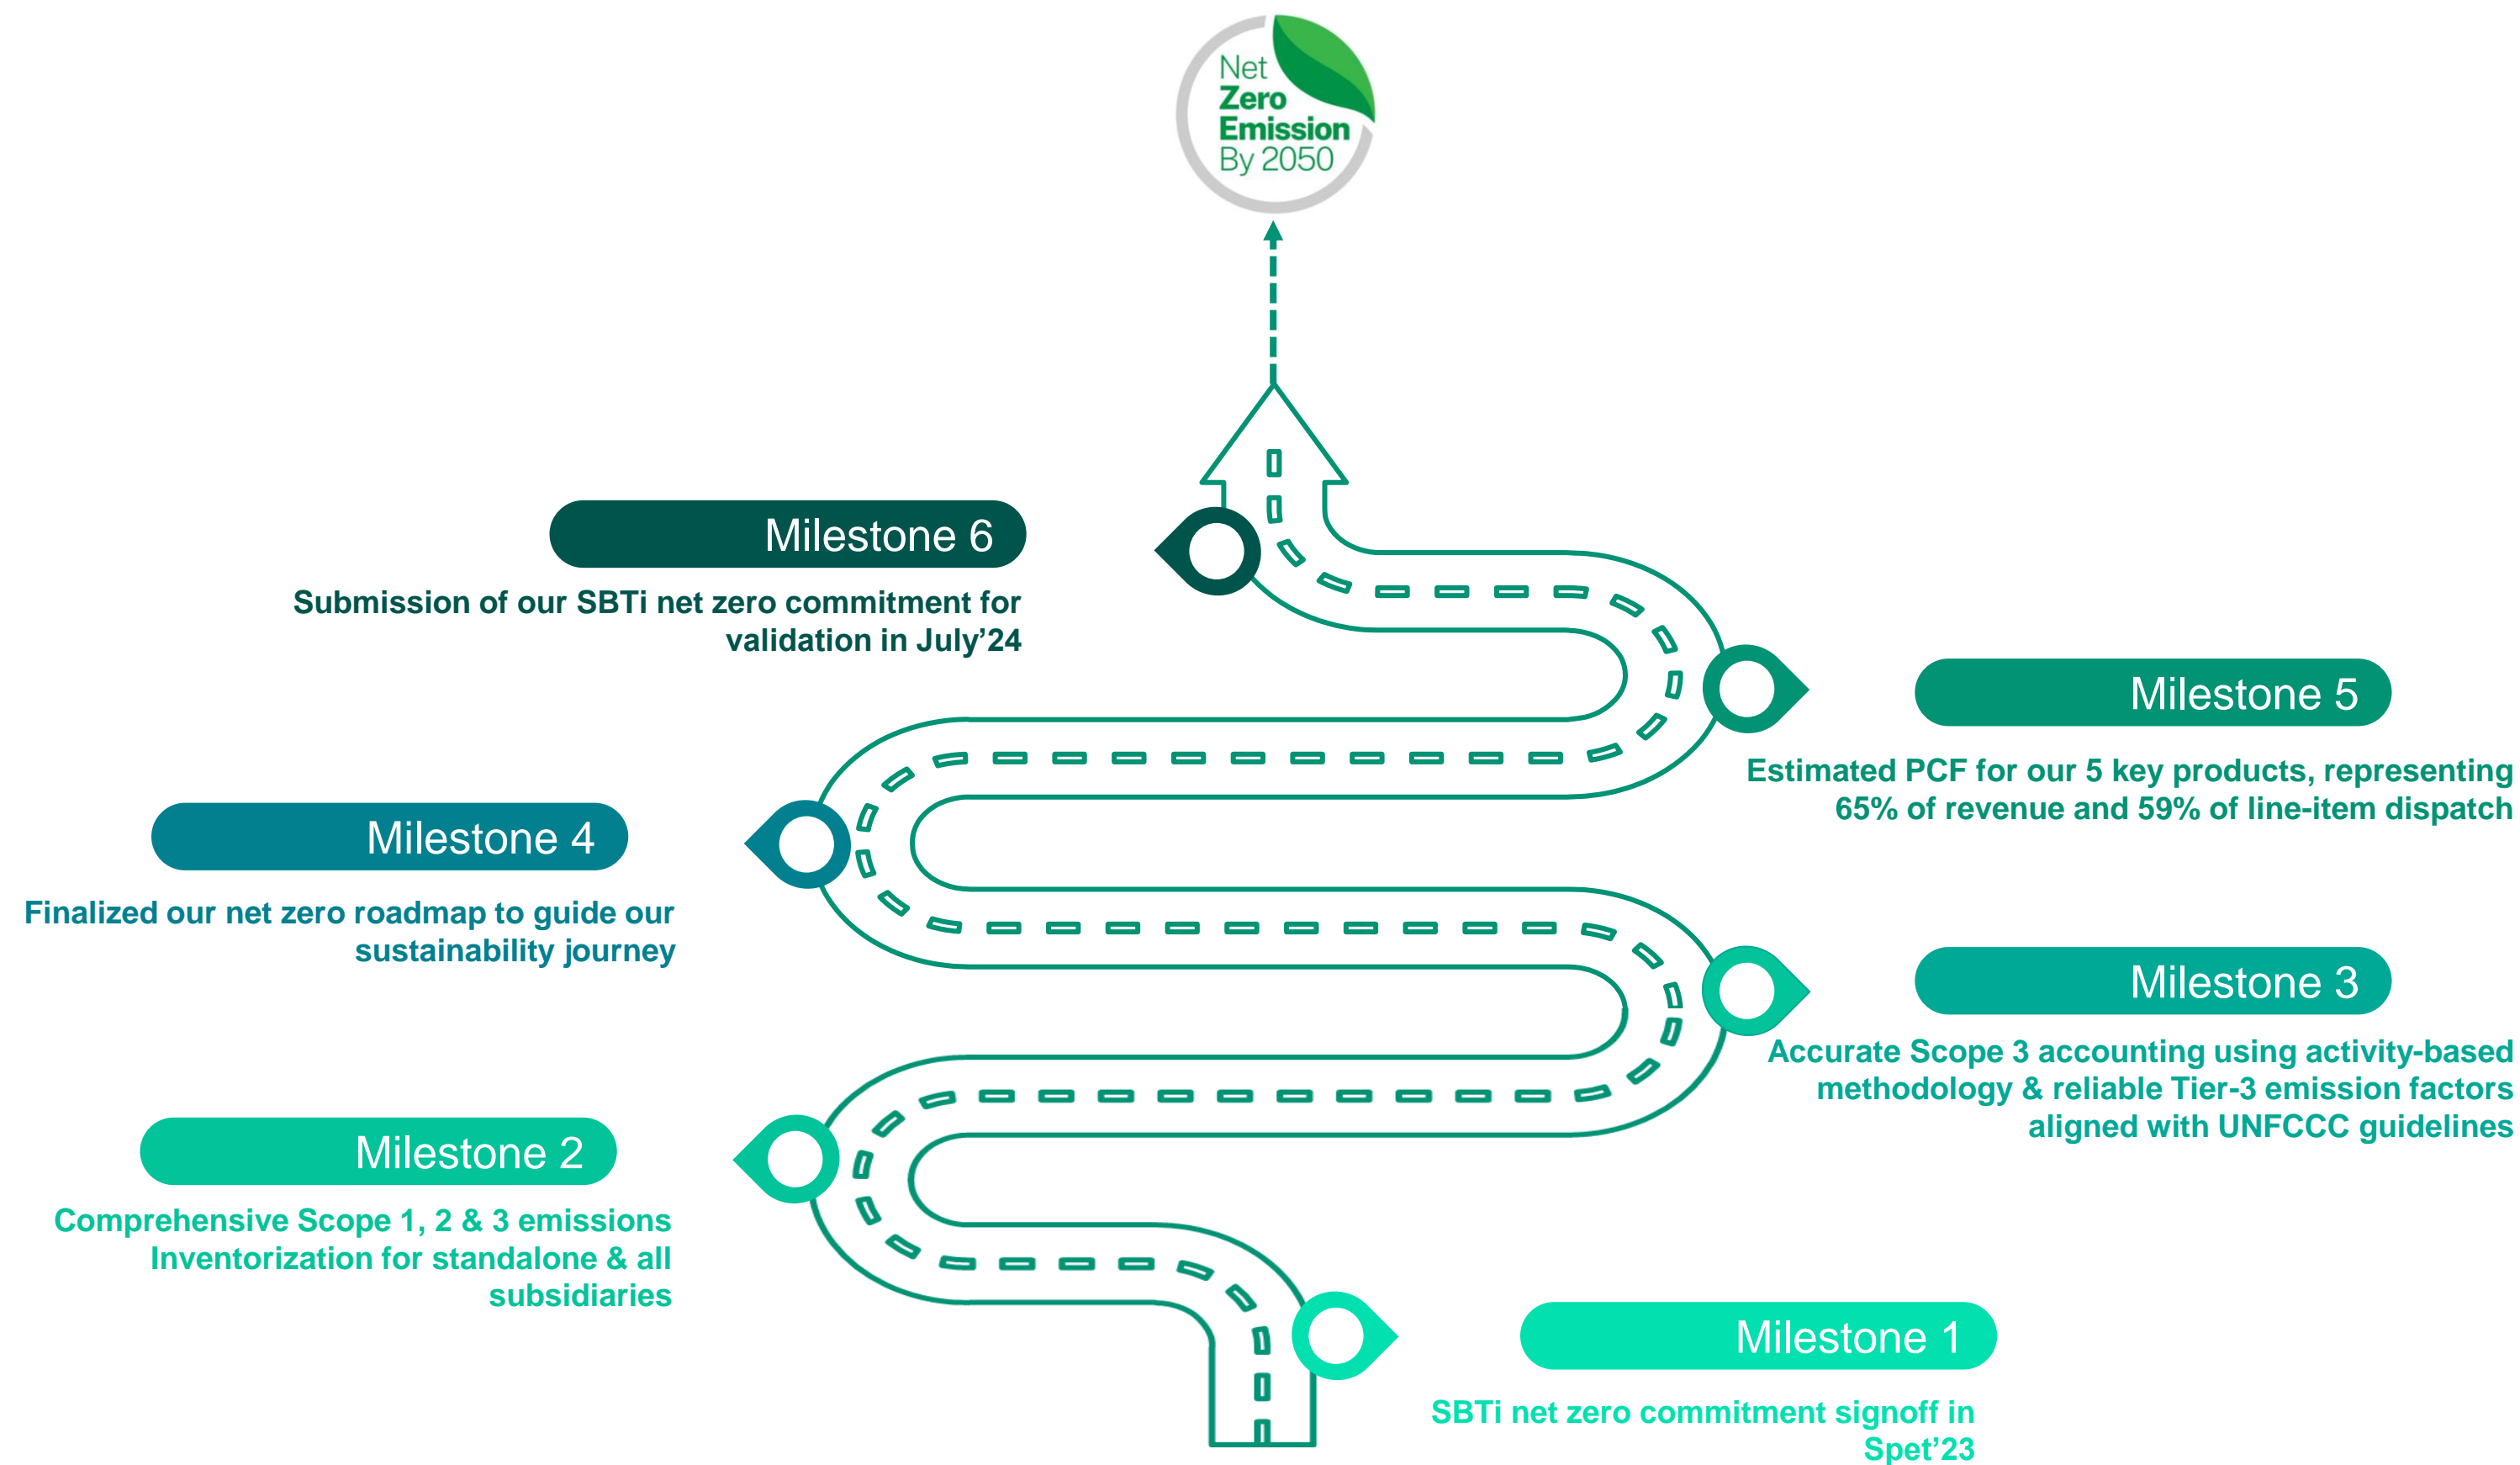 Net
Zero
Emission
By 2050
Milestone 6
Submission of our SBTi net zero commitment for
validation in July’24
Milestone 5
Estimated PCF for our 5 key products, representing
65% of revenue and 59% of line-item dispatch
Milestone 4
Finalized our net zero roadmap to guide our
sustainability journey
Milestone 3
Accurate Scope 3 accounting using activity-based
methodology & reliable Tier-3 emission factors
aligned with UNFCCC guidelines
Milestone 2
Comprehensive Scope 1, 2 & 3 emissions
Inventorization for standalone & all
subsidiaries
Milestone 1
SBTi net zero commitment signoff in
Spet’23